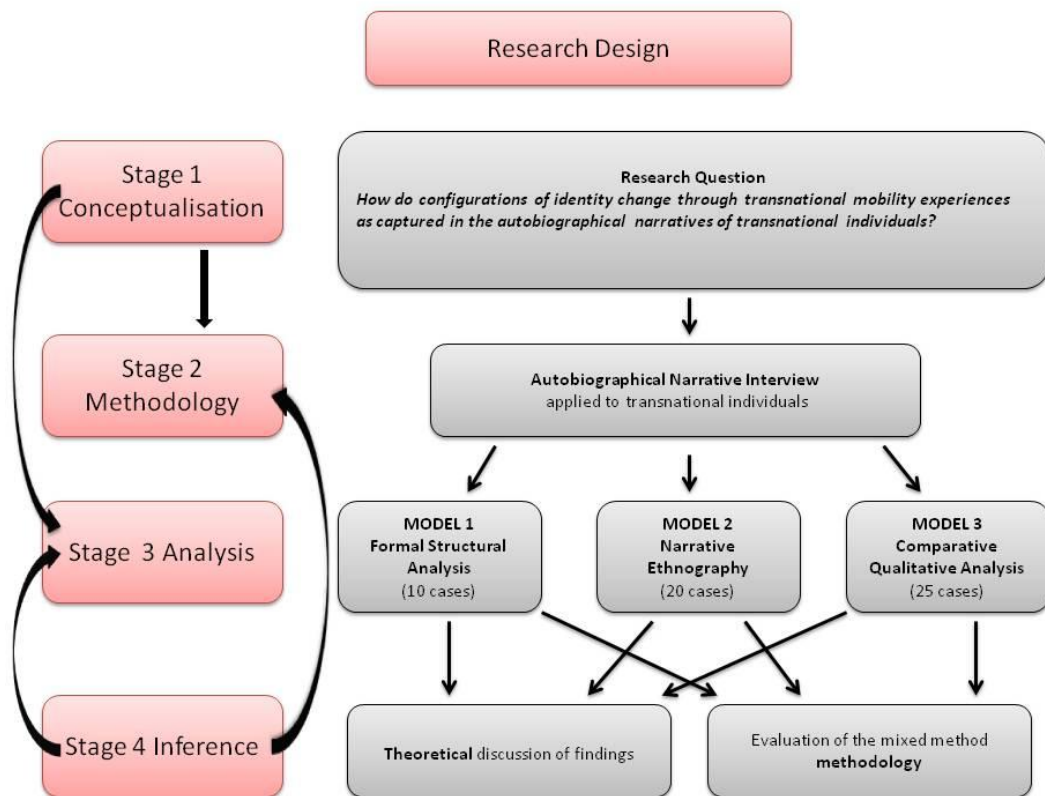 Research Design
Stage 1
Conceptualisation
Research Question
How do configurations of identity change through transnational mobility experiences
as captured in the autobiographical narratives of transnational individuals?
Stage 2
Methodology
Autobiographical Narrative Interview
applied to transnational individuals
Stage 3 Analysis
MODEL 1
Formal Structural
Analysis
(10 cases)
MODEL 2
Narrative
Ethnography
(20 cases)
MODEL 3
Comparative
Qualitative Analysis
(25 cases)
Stage 4 Inference
Theoretical discussion of findings
Evaluation of the mixed method
methodology